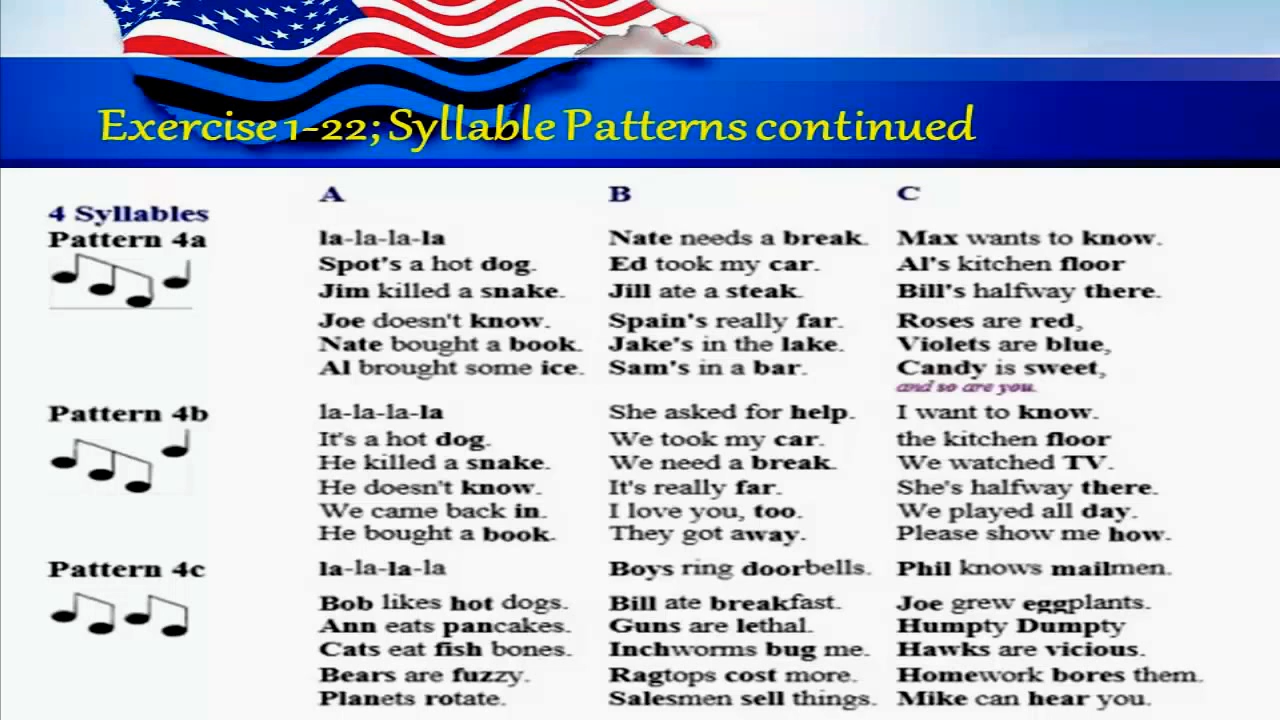 Exercise 1-22; Syllable Patterns continued
A B C
4 Syllables
Pattern 4a la-la-la-la Nate needs a break. Max wants to know.
Spot's a hot dog. Ed took my car. Al's kitchen floor
Jim killed a snake. Jill ate a steak. Bill's halfway there.
Joe doesn't know. Spain's really far. Roses are red,
Nate bought a book. Jake's in the lake. Violets are blue,
Al brought some ice. Sam's in a bar. Candy is sweet,
and so are you.
Pattern 4b la-la-la-la She asked for help. I want to know.
It's a hot dog. We took my car. the kitchen floor
He killed a snake. We need a break. We watched TV.
He doesn't know. It's really far. She's halfway there.
We came back in. I love you, too. We played all day.
He bought a book. They got away. Please show me how.
Pattern 4c la-la-la-la Boys ring doorbells. Phil knows mailmen.
Bob likes hot dogs. Bill ate breakfast. Joe grew eggplants.
Ann eats pancakes. Guns are lethal. Humpty Dumpty
Cats eat fish bones. Inchworms bug me. Hawks are vicious.
Bears are fuzzy. Ragtops cost more. Homework bores them.
Planets rotate. Salesmen sell things. Mike can hear you.